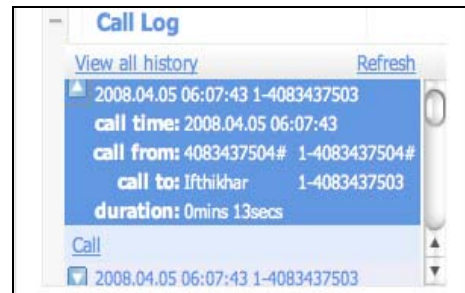 Call Log
View all history Refresh
2008.04.05 06:07:43 1-4083437503
call time: 2008.04.05 06:07:43
call from: 4083437504# 1-4083437504#
call to: Ifthikhar 1-4083437503
duration: 0mins 13secs
Call
2008.04.05 06:07:43 1-4083437503